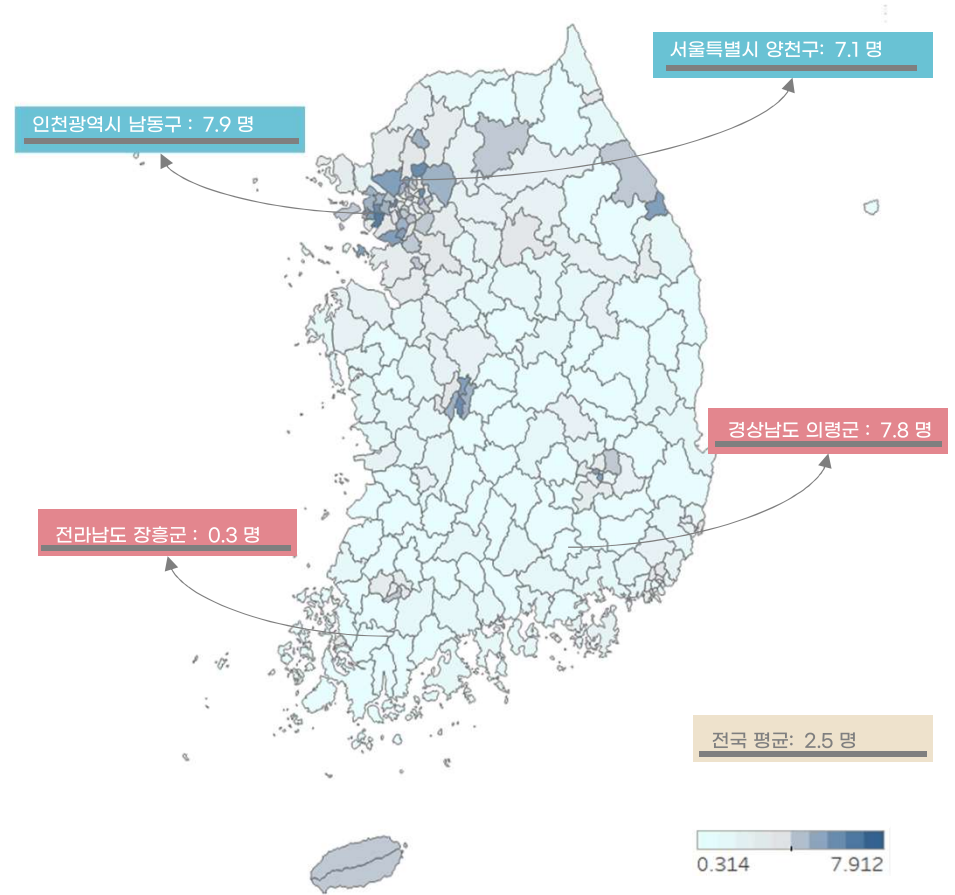 서울특별시 양천구: 7.1 명
인천광역시 남동구 : 7.9 명
경상남도 의령군 : 7.8 명
전라남도 장흥군 : 0.3 명
전국 평균: 2.5 명
0.314 7.912